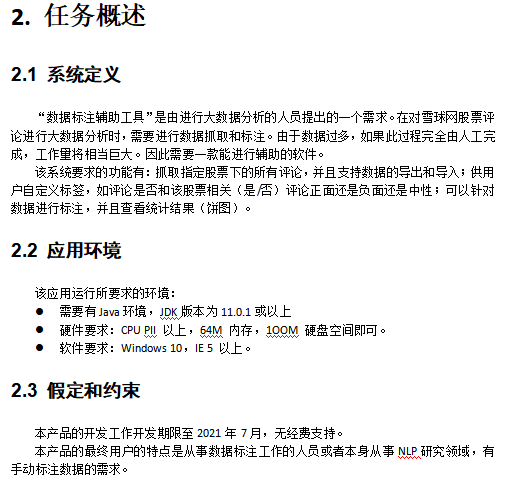 2. 任务概述
2.1 系统定义
“数据标注辅助工具”是由进行大数据分析的人员提出的一个需求。在对雪球网股票评
论进行大数据分析时，需要进行数据抓取和标注。由于数据过多，如果此过程完全由人工完
成，工作量将相当巨大。因此需要一款能进行辅助的软件。
该系统要求的功能有：抓取指定股票下的所有评论，并且支持数据的导出和导入；供用
户自定义标签，如评论是否和该股票相关（是/否）评论正面还是负面还是中性；可以针对
数据进行标注，并且查看统计结果（饼图）。
2.2 应用环境
该应用运行所要求的环境：
● 需要有 Java 环境，JDK 版本为 11.0.1 或以上
● 硬件要求：CPU PII 以上，64M 内存，1OOM 硬盘空间即可。
● 软件要求：Windows 10，IE 5 以上。
2.3 假定和约束
本产品的开发工作开发期限至 2021 年 7 月，无经费支持。
本产品的最终用户的特点是从事数据标注工作的人员或者本身从事 NLP 研究领域，有
手动标注数据的需求。